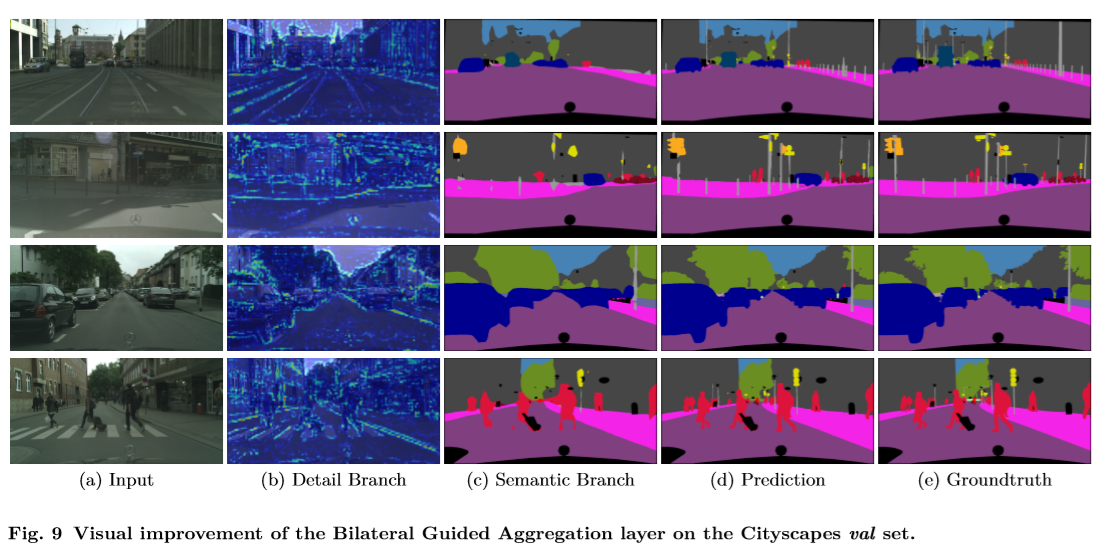 (a) Input (b) Detail Branch (c) Semantic Branch (d) Prediction (e) Groundtruth
Fig. 9 Visual improvement of the Bilateral Guided Aggregation layer on the Cityscapes val set.